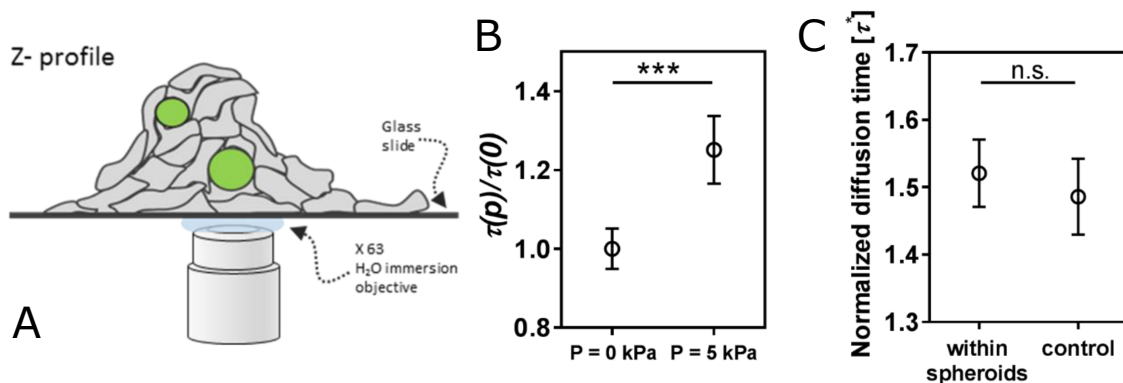 Z- profile
Glass
slide
X 63
H₂O immersion
objective
A
B
τ(p)/τ(0)
1.4
1.2
1.0
0.8
***
P = 0 kPa P = 5 kPa
C
Normalized diffusion time [τ*]
1.7
1.6
1.5
1.4
1.3
n.s.
within
spheroids
control